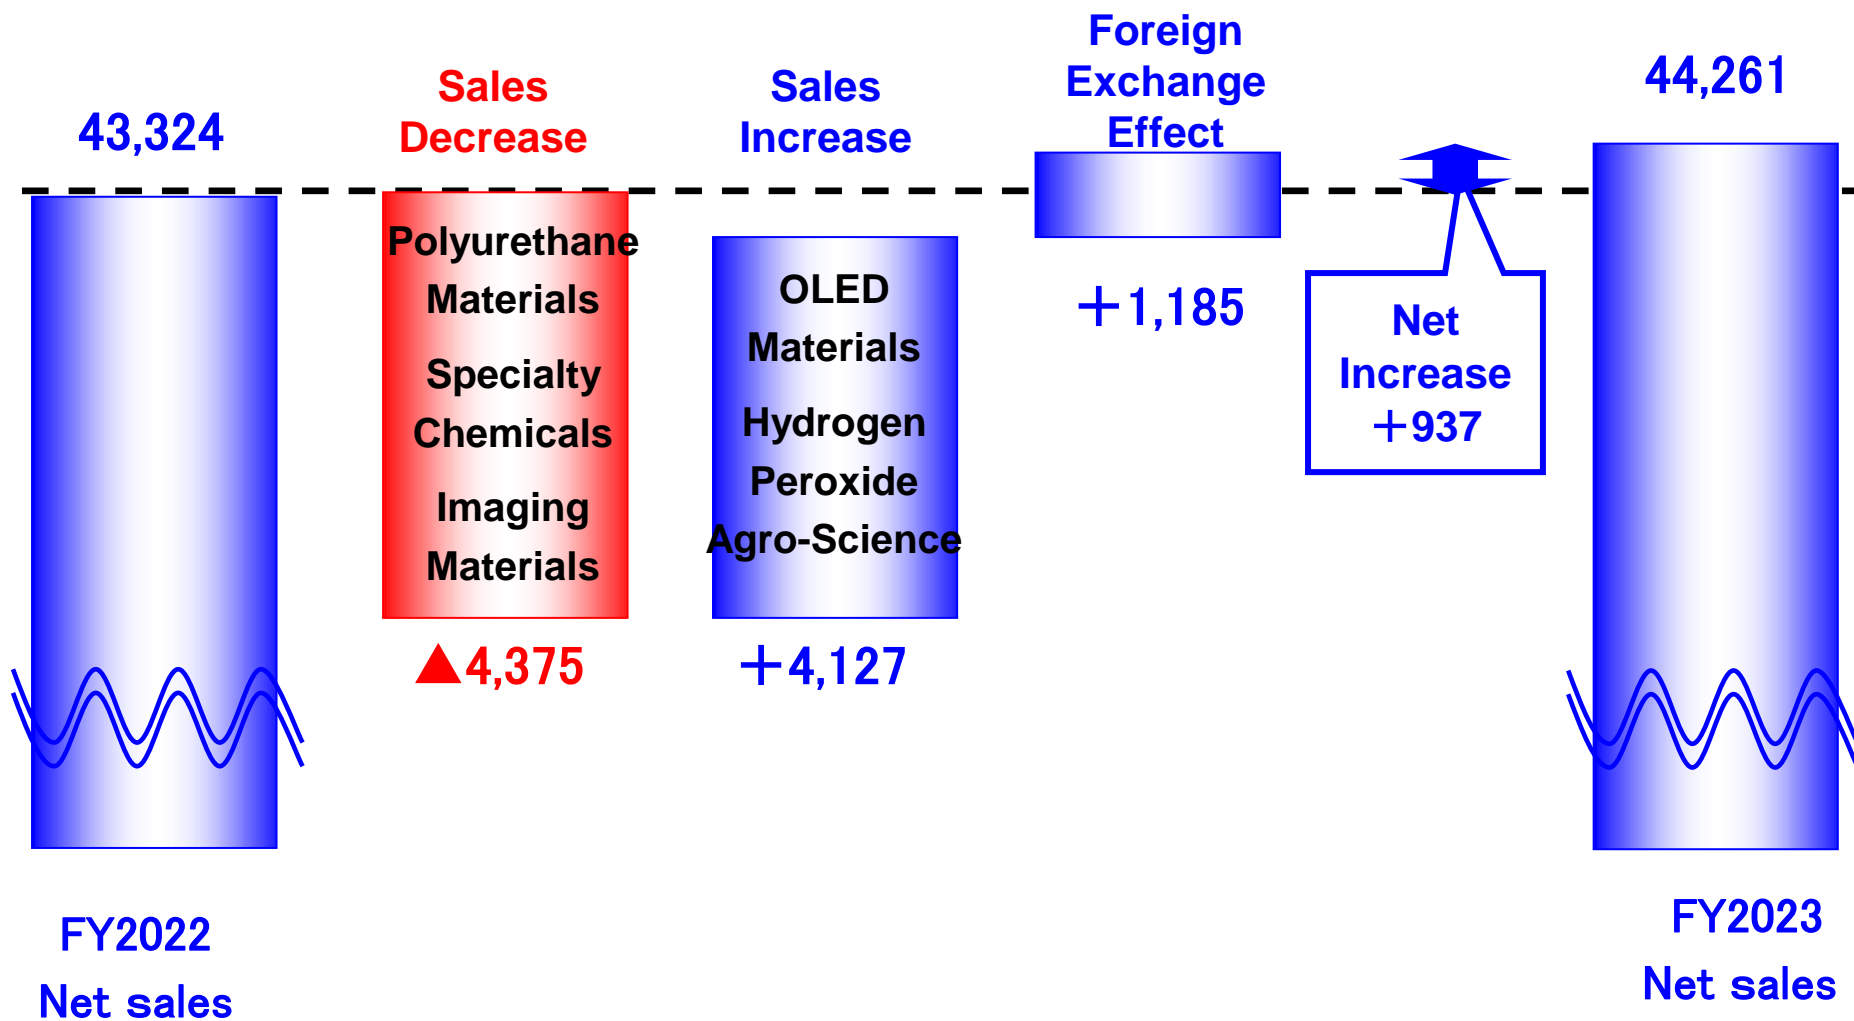 43,324
Sales
Decrease
Sales
Increase
Foreign
Exchange
Effect
44,261
Polyurethane
Materials
Specialty
Chemicals
Imaging
Materials
▲4,375
OLED
Materials
Hydrogen
Peroxide
Agro-Science
＋4,127
＋1,185
Net
Increase
＋937
FY2022
Net sales
FY2023
Net sales